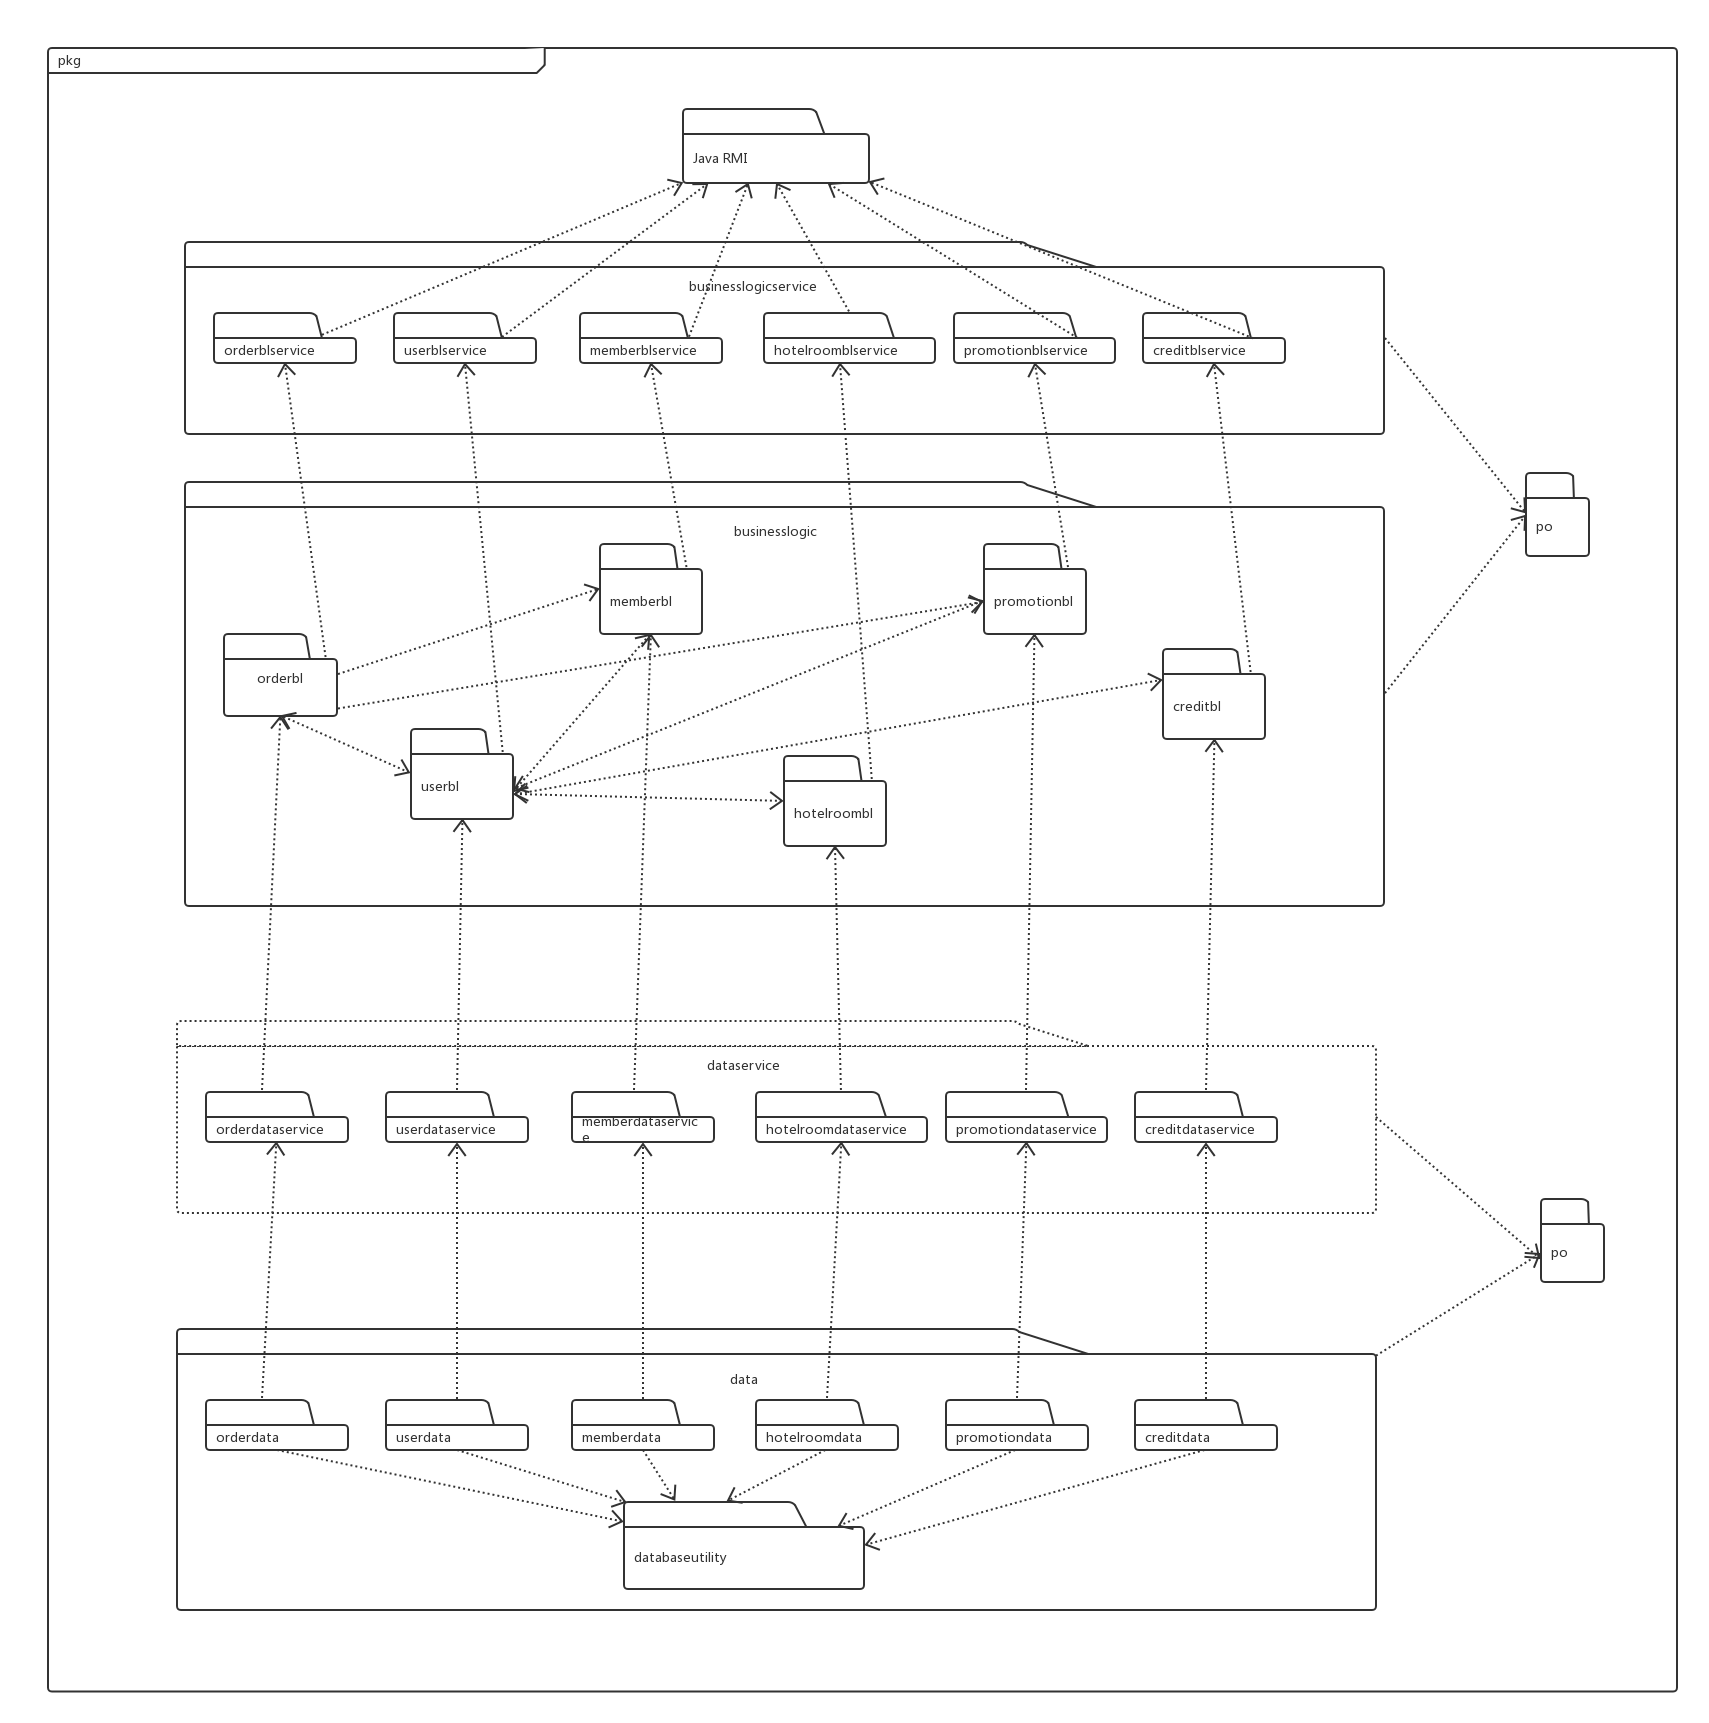 pkg
Java RMI
businesslogicservice
orderblservice
userblservice
memberblservice
hotelroomblservice
promotionblservice
creditblservice
po
businesslogic
memberbl
promotionbl
orderbl
creditbl
userbl
hotelroombl
dataservice
orderdataservice
userdataservice
memberdataservic
e
hotelroomdataservice
promotiondataservice
creditdataservice
po
data
orderdata
userdata
memberdata
hotelroomdata
promotiondata
creditdata
databaseutility